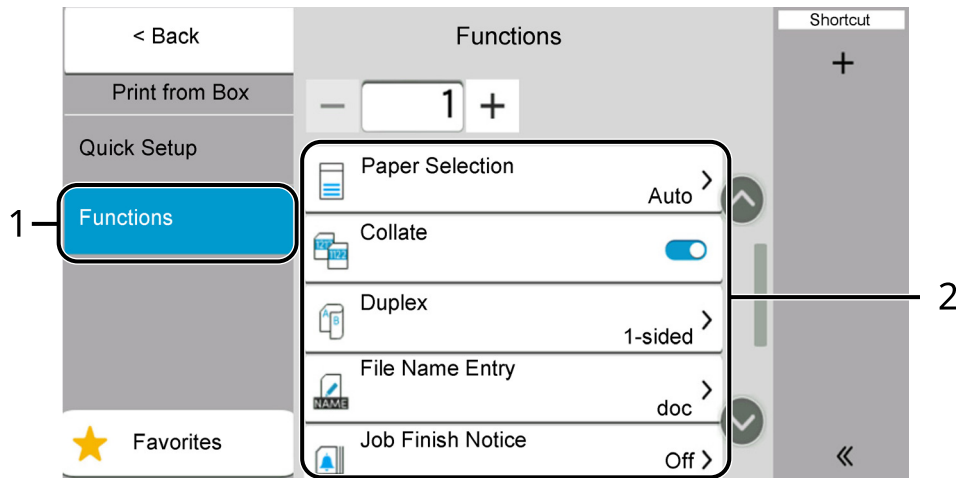 < Back
Functions
Shortcut
+
Print from Box
− 1 +
Quick Setup
Paper Selection
Auto
1
Functions
Collate
Duplex
1-sided
2
File Name Entry
NAME
doc
Favorites
Job Finish Notice
Off